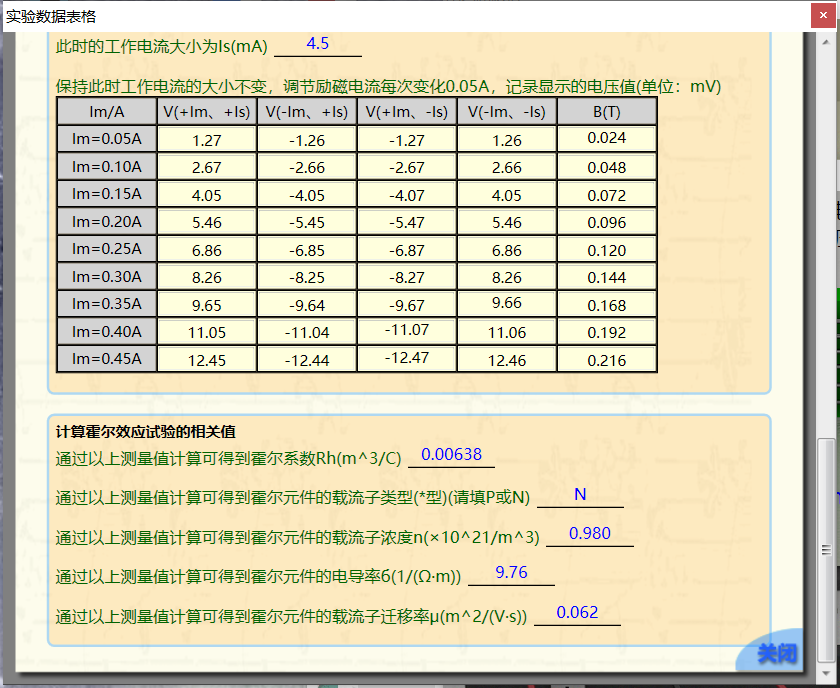 实验数据表格
此时的工作电流大小为Is(mA) 4.5
保持此时工作电流的大小不变，调节励磁电流每次变化0.05A，记录显示的电压值(单位：mV)
Im/A V(+Im、+Is) V(-Im、+Is) V(+Im、-Is) V(-Im、-Is) B(T)
Im=0.05A 1.27 -1.26 -1.27 1.26 0.024
Im=0.10A 2.67 -2.66 -2.67 2.66 0.048
Im=0.15A 4.05 -4.05 -4.07 4.05 0.072
Im=0.20A 5.46 -5.45 -5.47 5.46 0.096
Im=0.25A 6.86 -6.85 -6.87 6.86 0.120
Im=0.30A 8.26 -8.25 -8.27 8.26 0.144
Im=0.35A 9.65 -9.64 -9.67 9.66 0.168
Im=0.40A 11.05 -11.04 -11.07 11.06 0.192
Im=0.45A 12.45 -12.44 -12.47 12.46 0.216
计算霍尔效应试验的相关值
通过以上测量值计算可得到霍尔系数Rh(m^3/C) 0.00638
通过以上测量值计算可得到霍尔元件的载流子类型(*型)(请填P或N) N
通过以上测量值计算可得到霍尔元件的载流子浓度n(×10^21/m^3) 0.980
通过以上测量值计算可得到霍尔元件的电导率б(1/(Ω·m)) 9.76
通过以上测量值计算可得到霍尔元件的载流子迁移率μ(m^2/(V·s)) 0.062
关闭